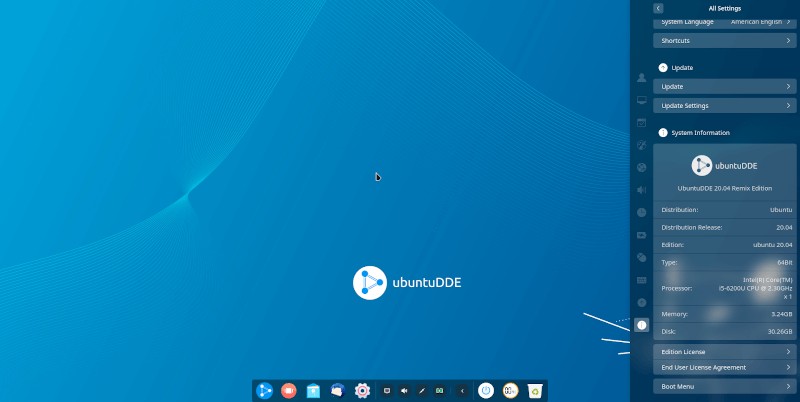 All Settings
System Language American English
Shortcuts
Update
Update
Update Settings
System Information
ubuntuDDE
UbuntuDDE 20.04 Remix Edition
Distribution: Ubuntu
Distribution Release: 20.04
Edition: ubuntu 20.04
Type: 64Bit
Processor: Intel(R) Core(TM)
i5-6200U CPU @ 2.30GHz
x 1
Memory: 3.24GB
Disk: 30.26GB
Edition License
End User License Agreement
Boot Menu
ubuntuDDE